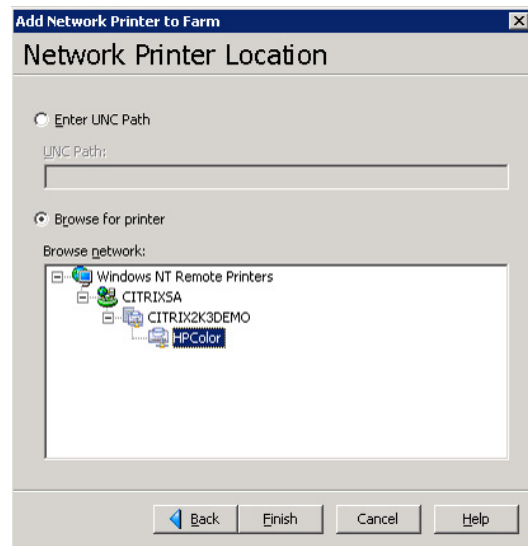 Add Network Printer to Farm
Network Printer Location
Enter UNC Path
UNC Path:
Browse for printer
Browse network:
Windows NT Remote Printers
CITRIXSA
CITRIX2K3DEMO
HPColor
Back Finish Cancel Help